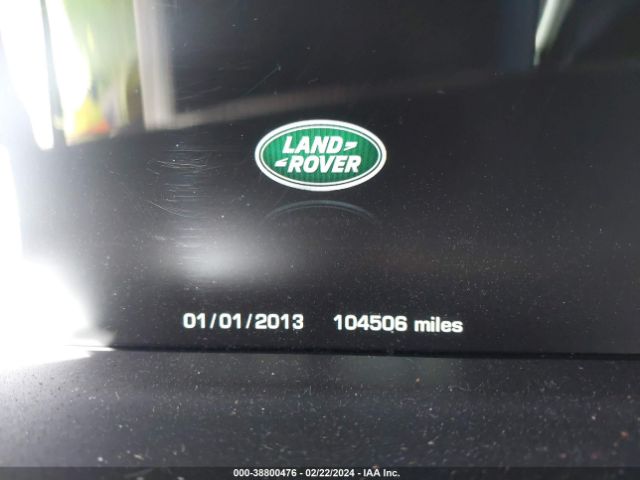 LAND
ROVER
01/01/2013 104506 miles
000-38800476 - 02/22/2024 - IAA Inc.